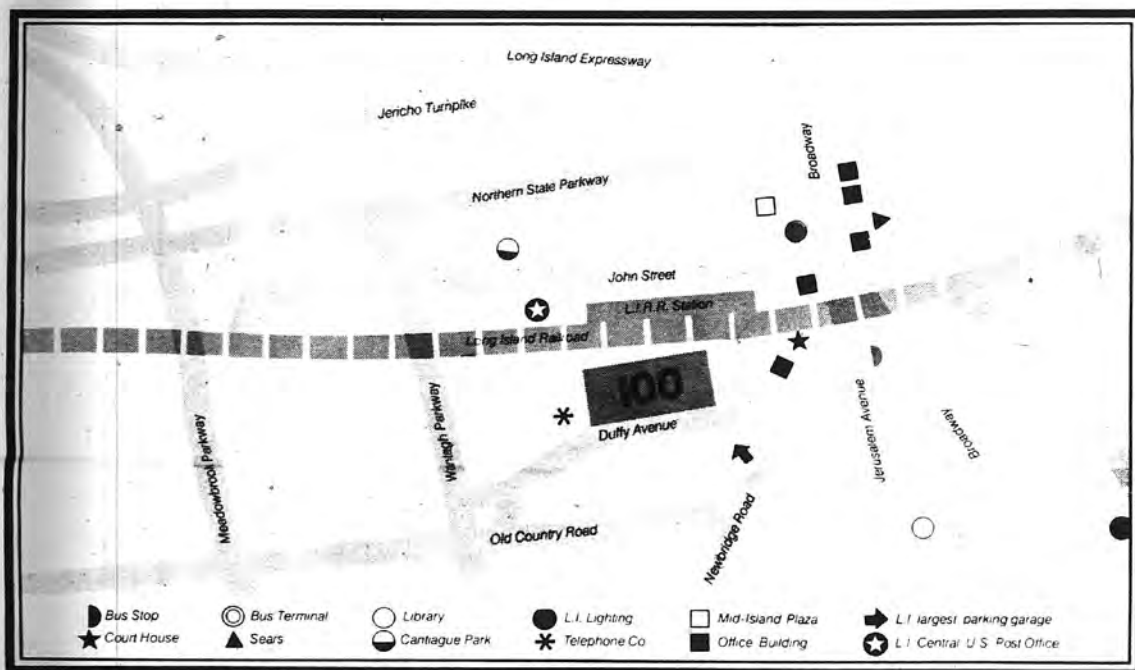 Long Island Expressway
Jericho Turnpike
Broadway
Northern State Parkway
John Street
L.I.R.R. Station
Long Island Railroad
100
Duffy Avenue
Meadowbrook Parkway
Wantagh Parkway
Jerusalem Avenue
Broadway
Old Country Road
Newbridge Road
Bus Stop
Bus Terminal
Library
L.I. Lighting
Mid-Island Plaza
L.I. largest parking garage
Court House
Sears
Cantiague Park
Telephone Co.
Office Building
L.I. Central U.S. Post Office